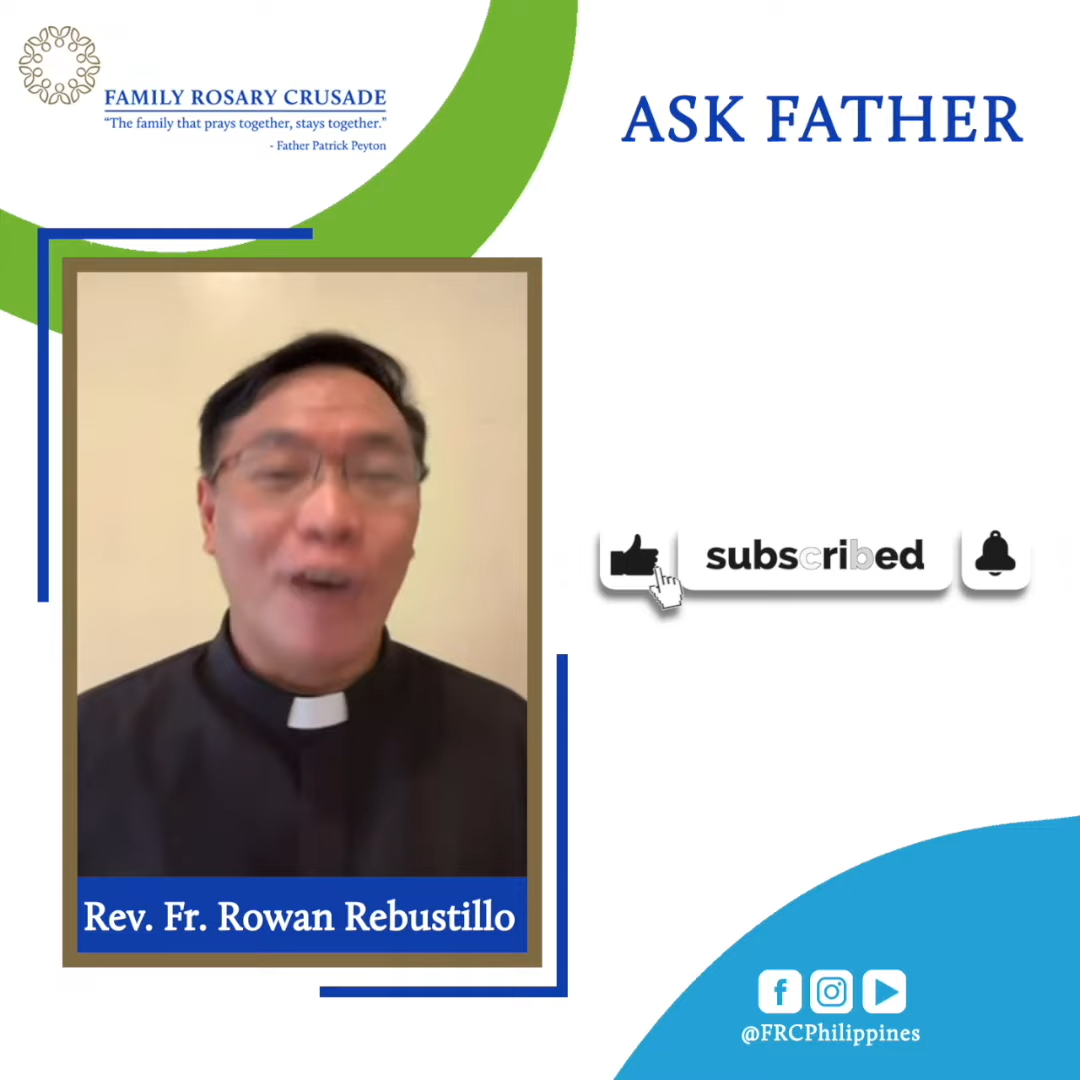 FAMILY ROSARY CRUSADE
“The family that prays together, stays together.”
- Father Patrick Peyton
ASK FATHER
subscribed
Rev. Fr. Rowan Rebustillo
@FRCPhilippines